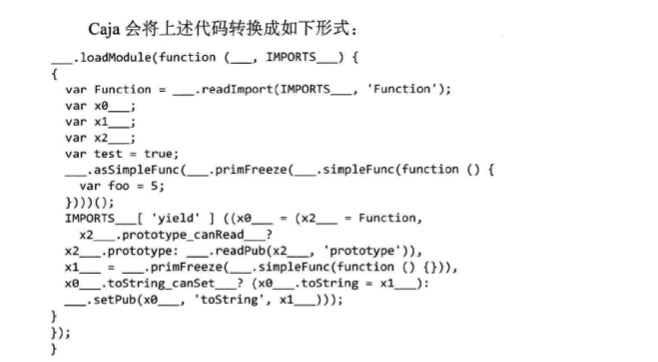 Caja 会将上述代码转换成如下形式：
___.loadModule(function (___, IMPORTS___) {
{
var Function = ___.readImport(IMPORTS___, 'Function');
var x0___;
var x1___;
var x2___;
var test = true;
___.asSimpleFunc(___.primFreeze(___.simpleFunc(function () {
var foo = 5;
})))();
IMPORTS___[ 'yield' ] ((x0___ = (x2___ = Function,
x2___.prototype_canRead___?
x2___.prototype: ___.readPub(x2___, 'prototype')),
x1___ = ___.primFreeze(___.simpleFunc(function () {})),
x0___.toString_canSet___? (x0___.toString = x1___):
___.setPub(x0___, 'toString', x1___)));
}
});
}